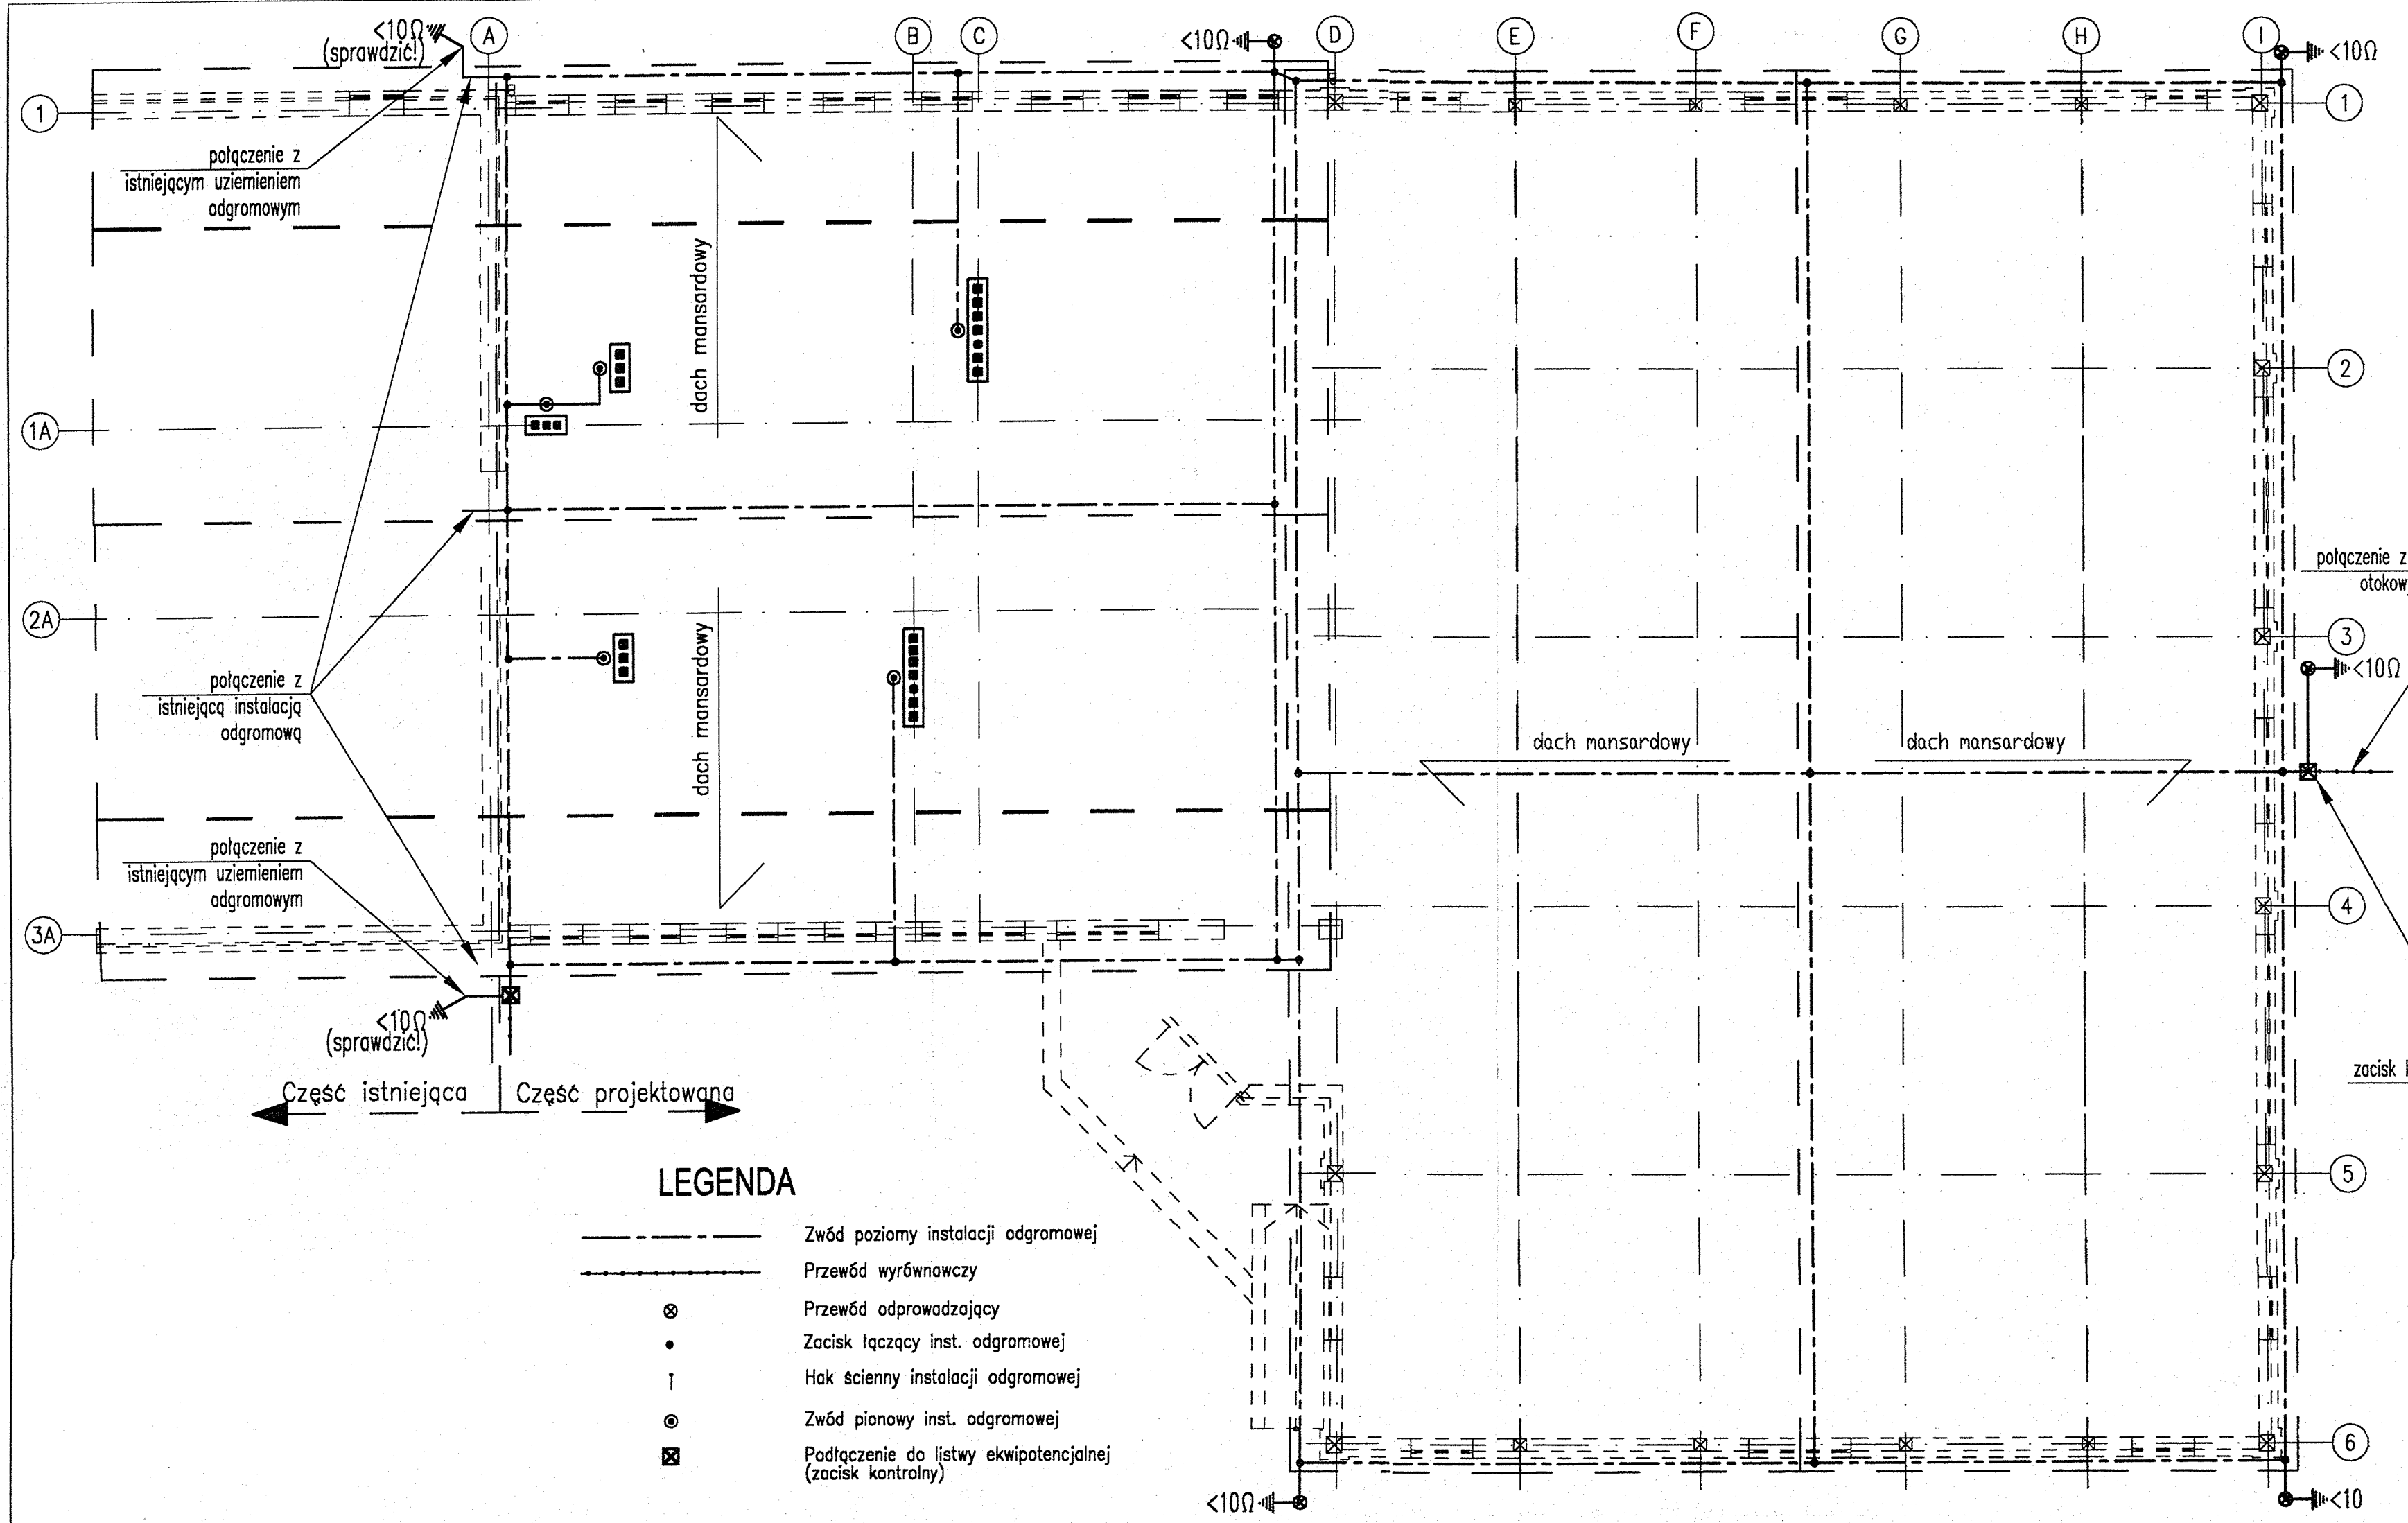 <10Ω
(sprawdzić!)
A
B
C
<10Ω
D
E
F
G
H
I
<10Ω
1
1
połączenie z
istniejącym uziemieniem
odgromowym
dach mansardowy
2
1A
połączenie z
otokow
2A
3
dach mansardowy
<10Ω
połączenie z
istniejącą instalacją
odgromową
dach mansardowy
dach mansardowy
połączenie z
istniejącym uziemieniem
odgromowym
3A
4
<10Ω
(sprawdzić!)
zacisk
Część istniejąca
Część projektowana
5
LEGENDA
Zwód poziomy instalacji odgromowej
Przewód wyrównawczy
Przewód odprowadzający
Zacisk łączący inst. odgromowej
Hak ścienny instalacji odgromowej
Zwód pionowy inst. odgromowej
Podłączenie do listwy ekwipotencjalnej
(zacisk kontrolny)
6
<10Ω
<10